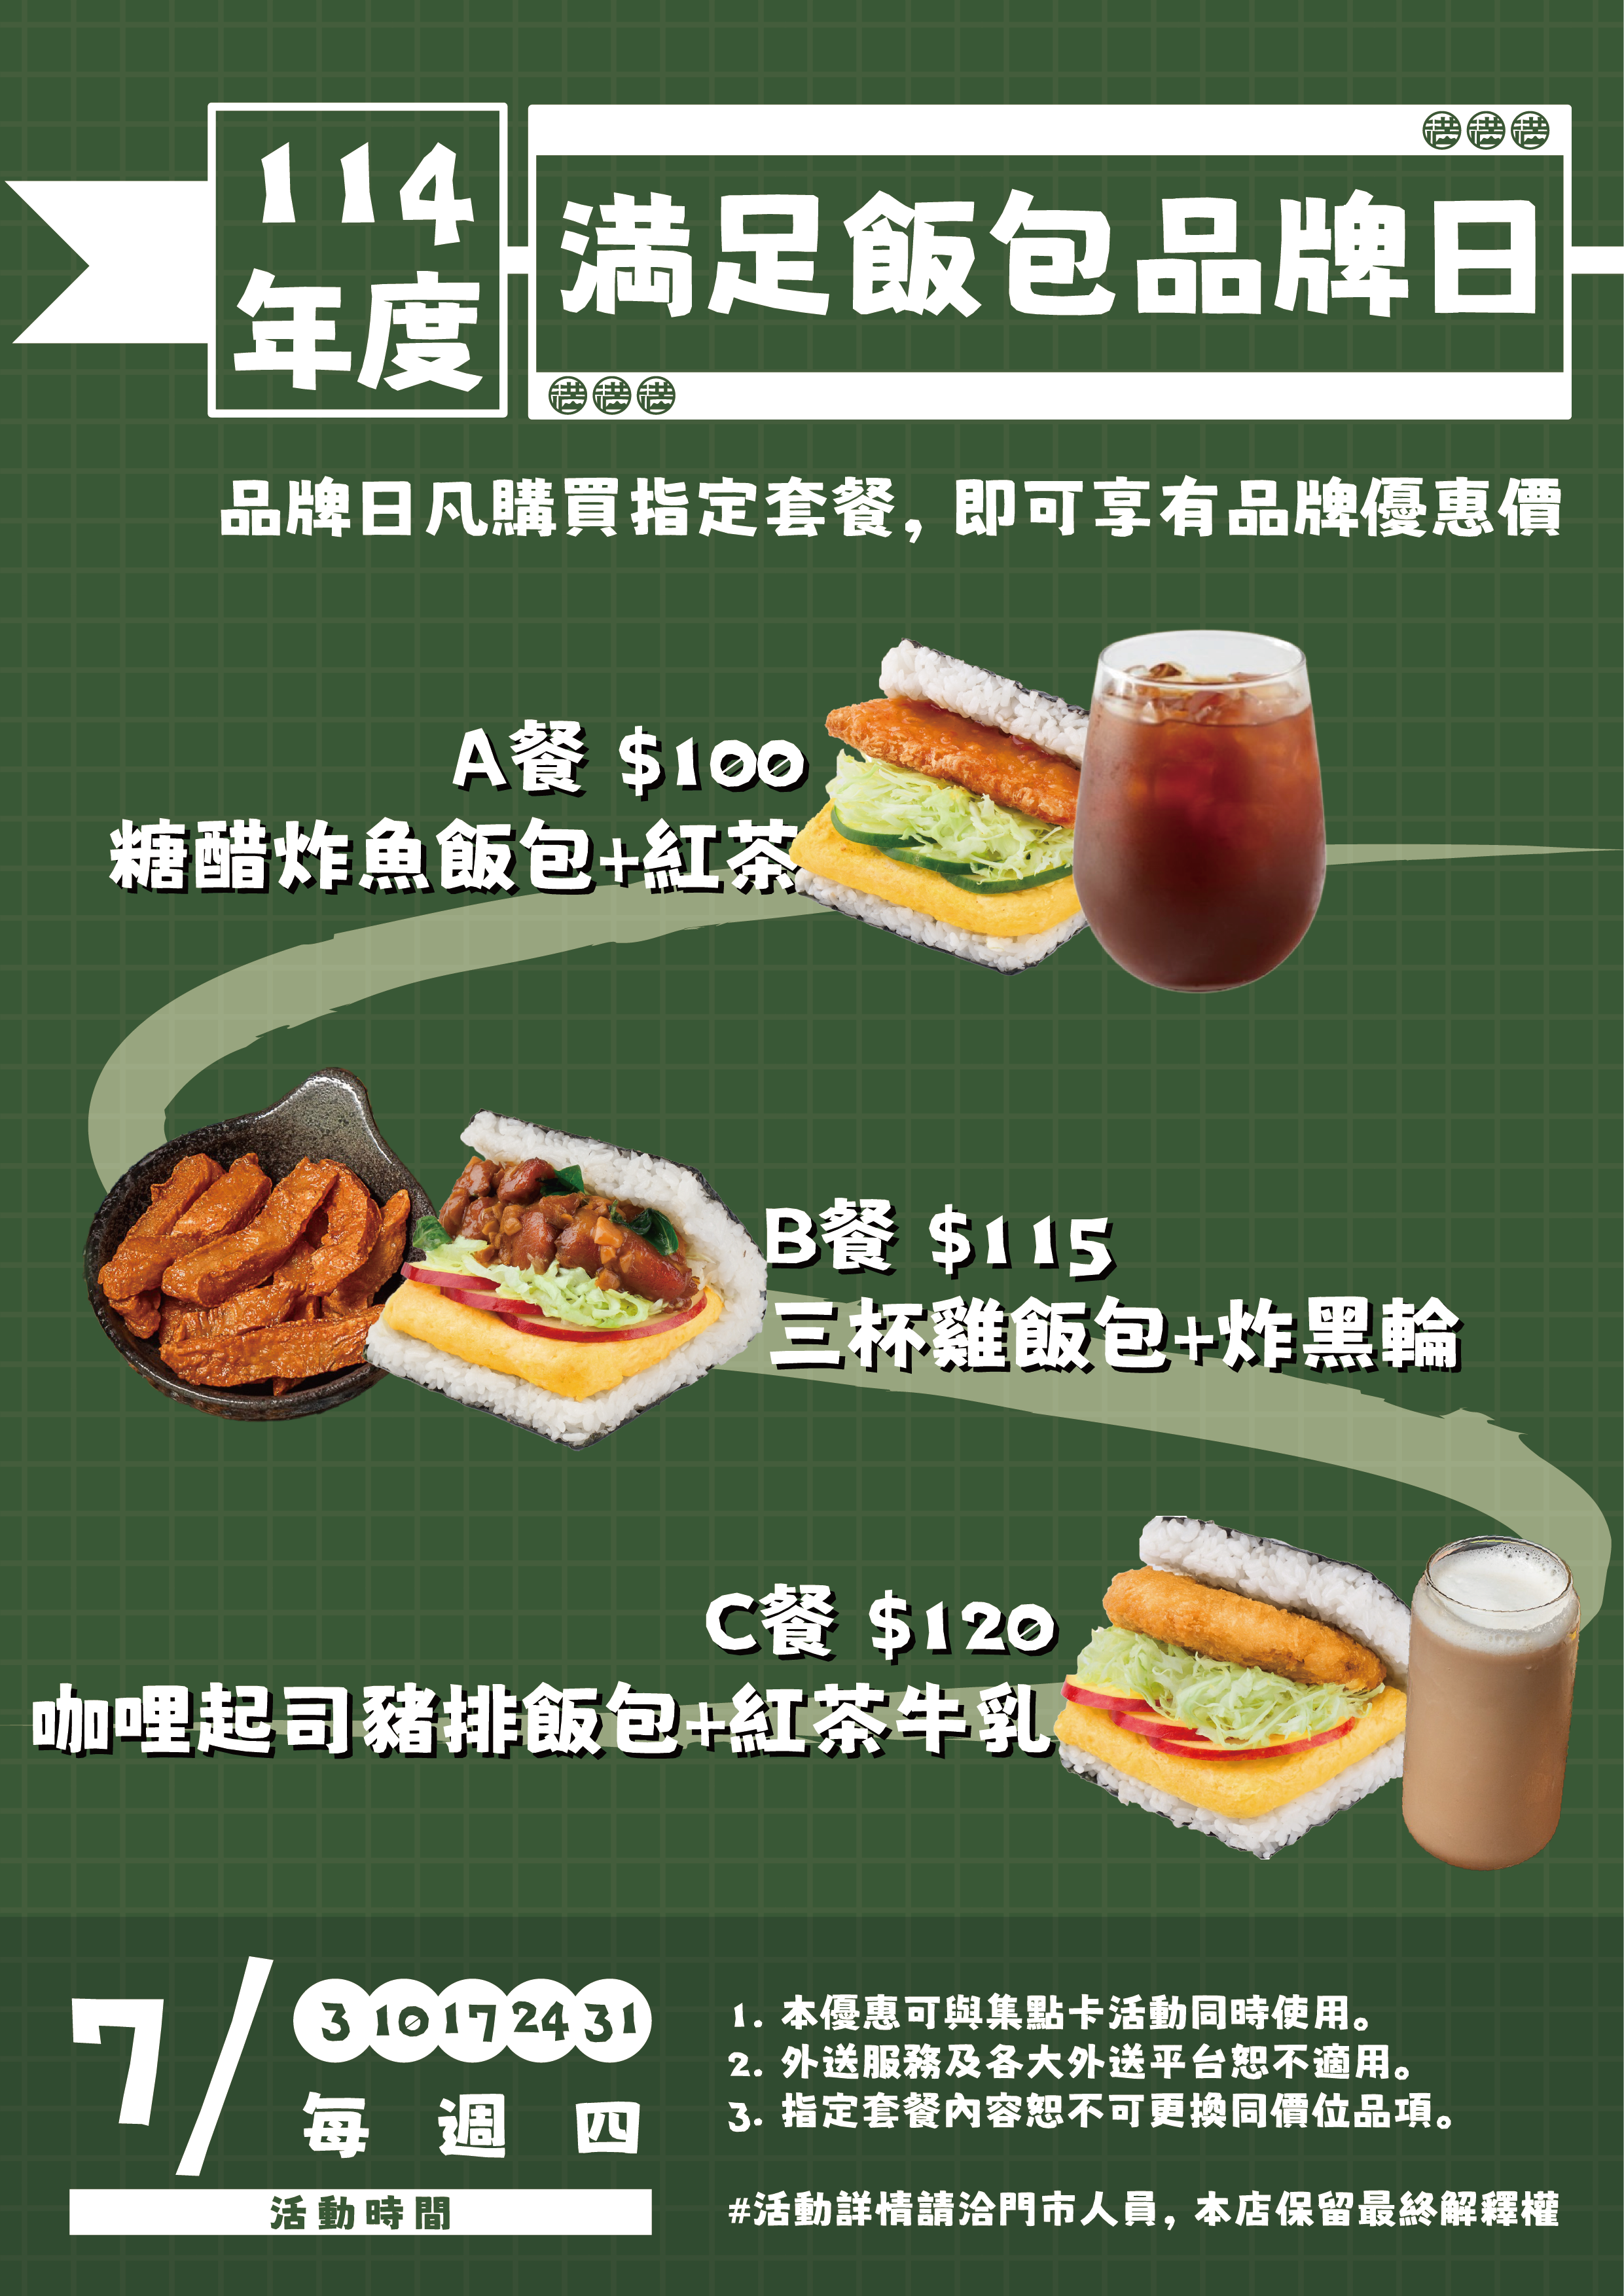 114
年度
満 満 満
満足飯包品牌日
満 満 満
品牌日凡購買指定套餐, 即可享有品牌優惠價
A餐 $100
糖醋炸魚飯包+紅茶
B餐 $115
三杯雞飯包+炸黑輪
C餐 $120
咖哩起司豬排飯包+紅茶牛乳
7/ 3 10 17 24 31
每週四
活動時間
1. 本優惠可與集點卡活動同時使用。
2. 外送服務及各大外送平台恕不適用。
3. 指定套餐內容恕不可更換同價位品項。
#活動詳情請洽門市人員, 本店保留最終解釋權